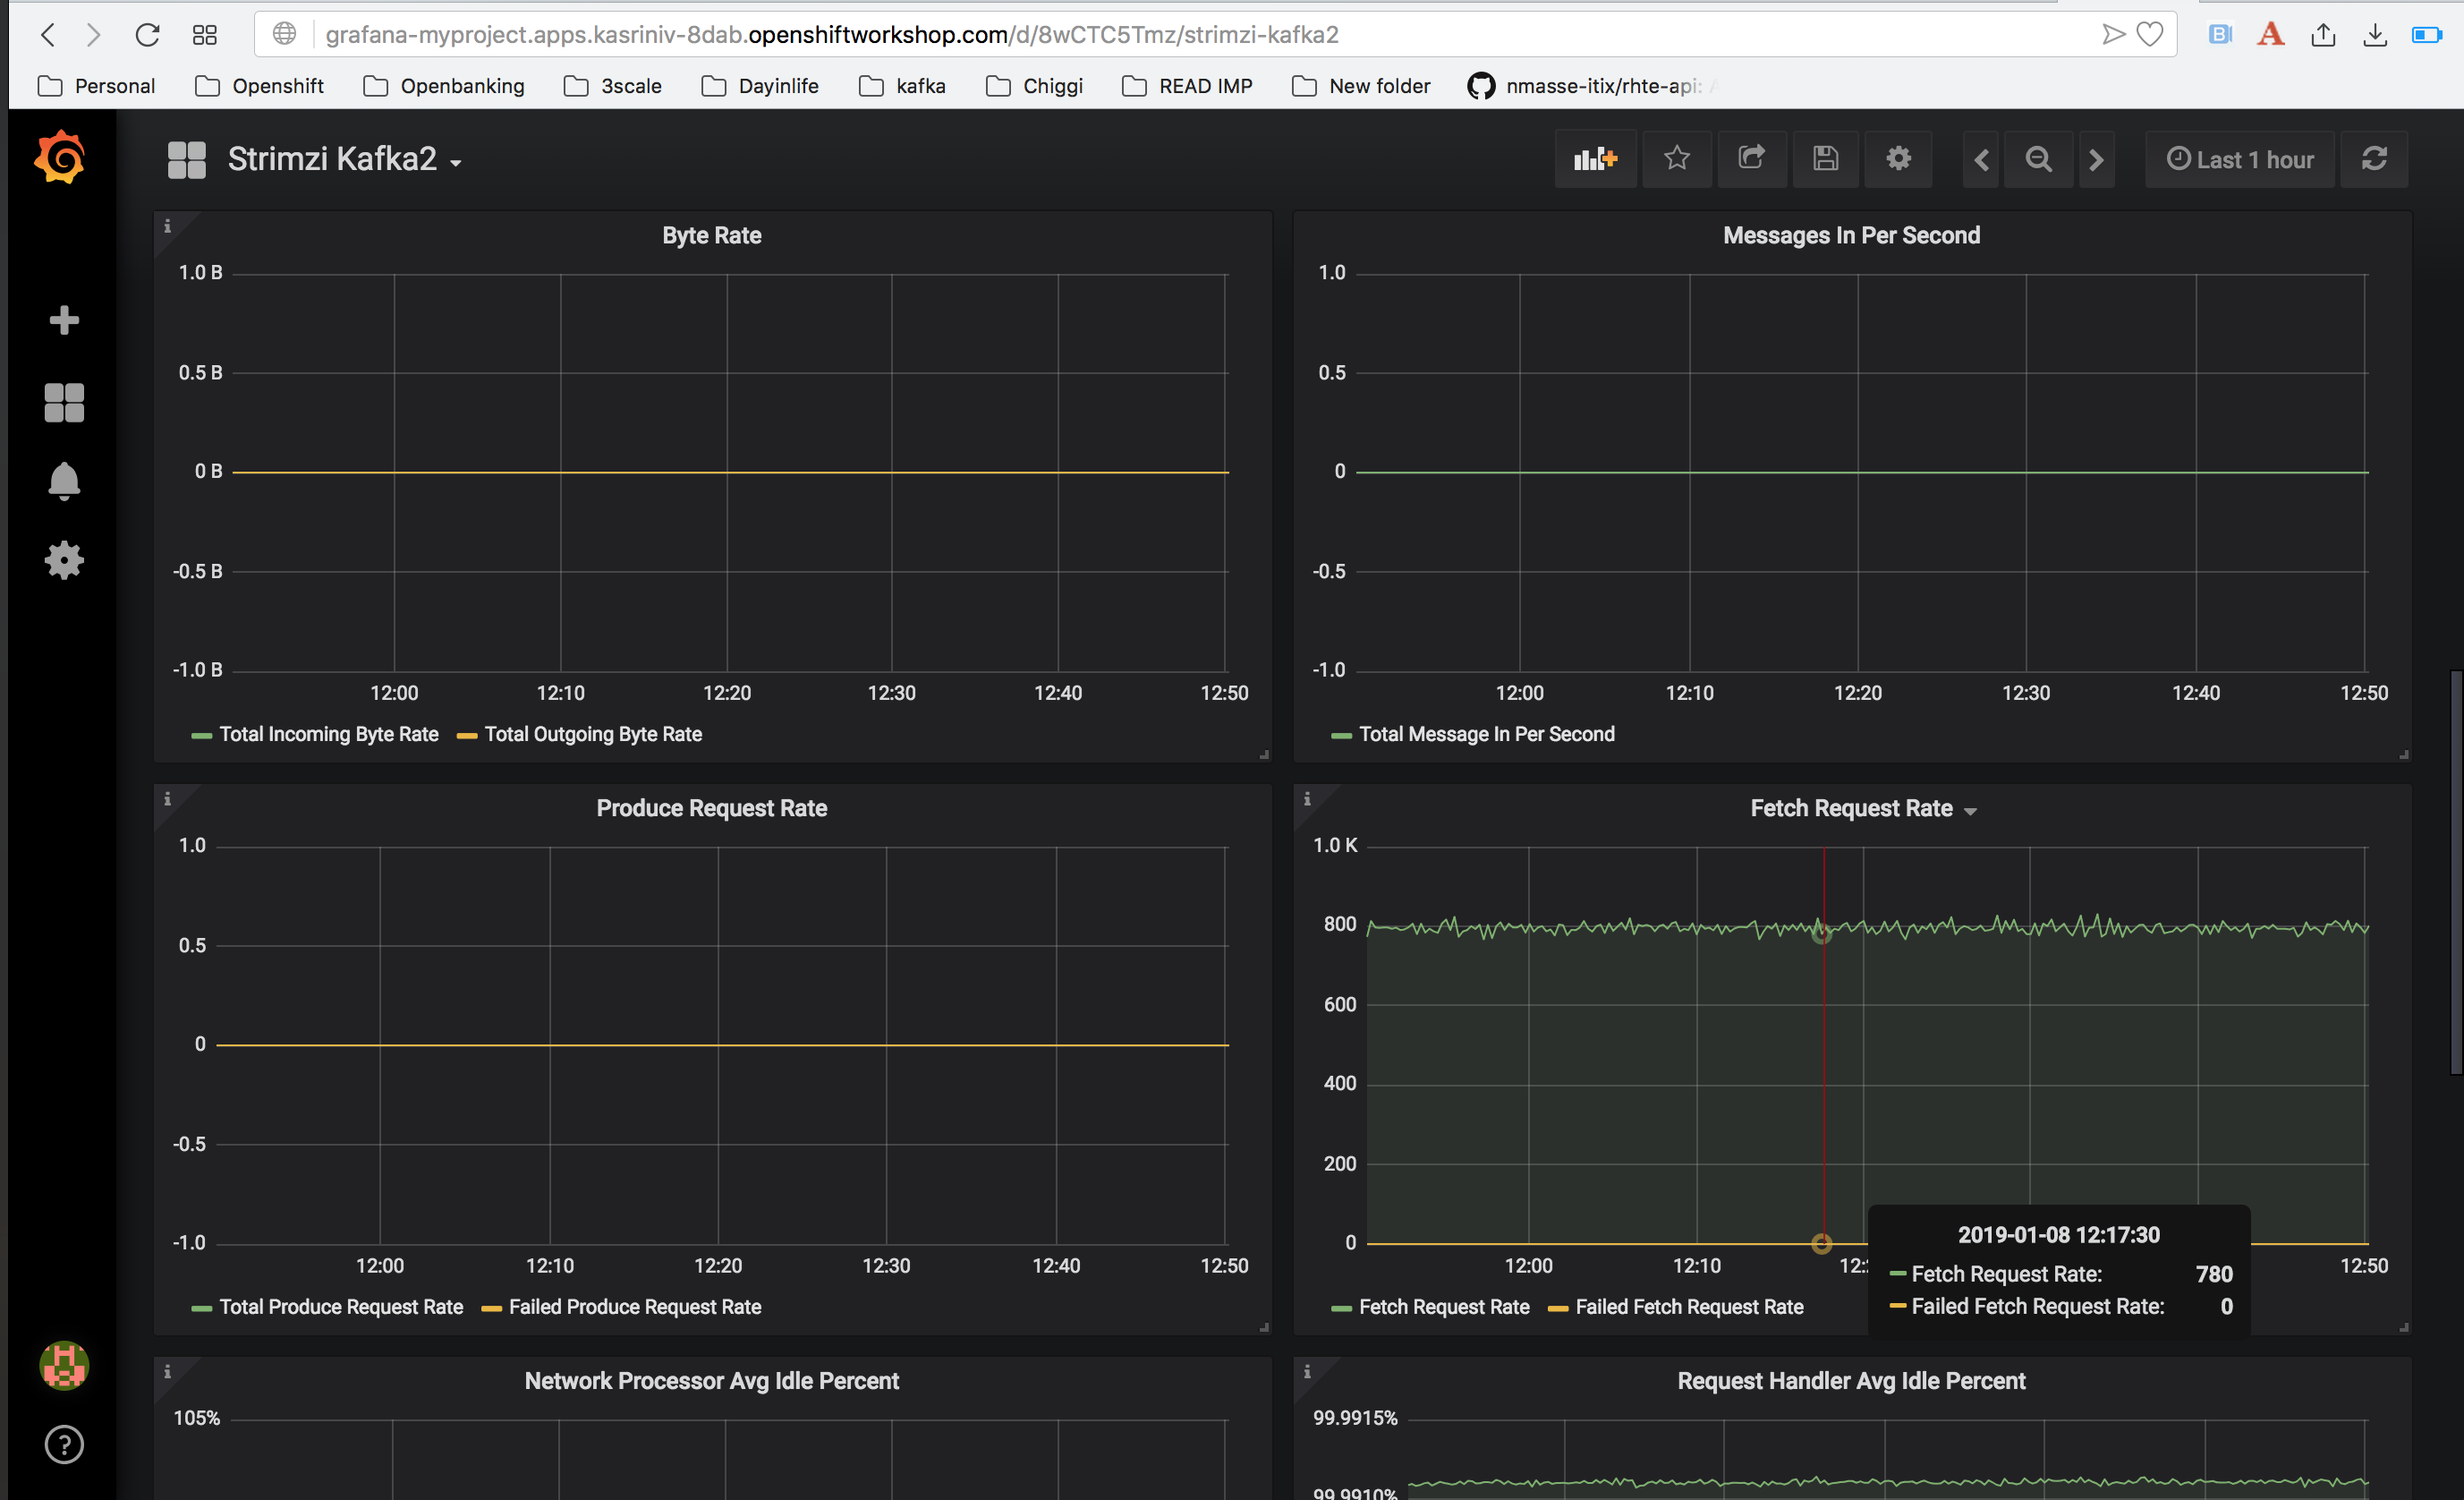 grafana-myproject.apps.kasriniv-8dab.openshiftworkshop.com/d/8wCTC5Tmz/strimzi-kafka2
Personal Openshift Openbanking 3scale Dayinlife kafka Chiggi READ IMP New folder nmasse-itix/rhte-api:
Strimzi Kafka2
Last 1 hour
Byte Rate
1.0 B
0.5 B
0 B
-0.5 B
-1.0 B
12:00 12:10 12:20 12:30 12:40 12:50
Total Incoming Byte Rate Total Outgoing Byte Rate
Messages In Per Second
1.0
0.5
0
-0.5
-1.0
12:00 12:10 12:20 12:30 12:40 12:50
Total Message In Per Second
Produce Request Rate
1.0
0.5
0
-0.5
-1.0
12:00 12:10 12:20 12:30 12:40 12:50
Total Produce Request Rate Failed Produce Request Rate
Fetch Request Rate
1.0 K
800
600
400
200
0
12:00 12:10 12:50
Fetch Request Rate Failed Fetch Request Rate
2019-01-08 12:17:30
Fetch Request Rate: 780
Failed Fetch Request Rate: 0
Network Processor Avg Idle Percent
105%
Request Handler Avg Idle Percent
99.9915%
99.9910%